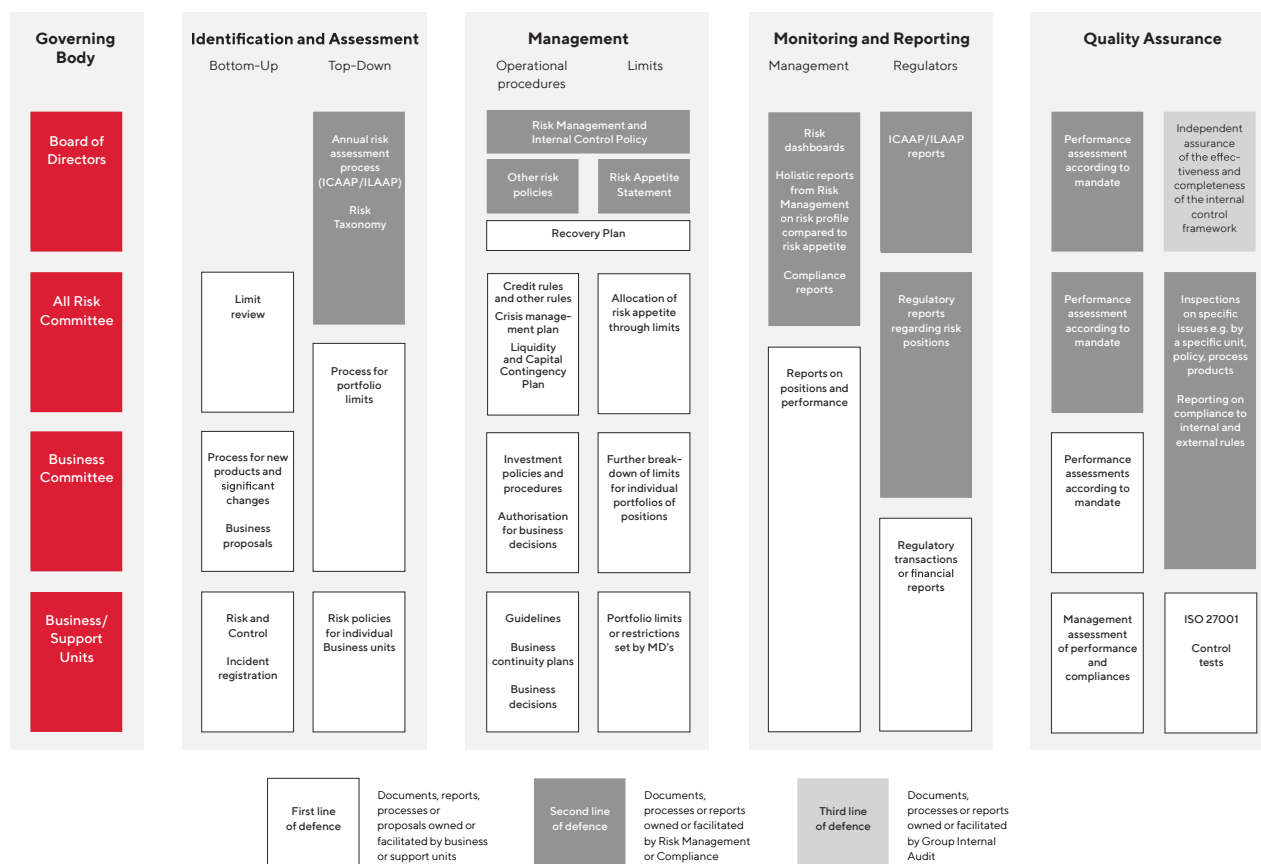 Governing
Body
Identification and Assessment
Bottom-Up
Top-Down
Management
Operational
procedures
Limits
Monitoring and Reporting
Management
Regulators
Quality Assurance
Board of
Directors
Annual risk
assessment
process
(ICAAP/ILAAP)
Risk
Taxonomy
Risk Management and
Internal Control Policy
Other risk
policies
Risk Appetite
Statement
Recovery Plan
Risk
dashboards
Holistic reports
from Risk
Management
on risk profile
compared to
risk appetite
Compliance
reports
ICAAP/ILAAP
reports
Performance
assessment
according to
mandate
Independent
assurance
of the effec-
tiveness and
completeness
of the internal
control
framework
All Risk
Committee
Limit
review
Process for
portfolio
limits
Credit rules
and other rules
Crisis manage-
ment plan
Liquidity
and Capital
Contingency
Plan
Allocation of
risk appetite
through limits
Reports on
positions and
performance
Regulatory
reports
regarding risk
positions
Performance
assessment
according to
mandate
Inspections
on specific
issues e.g. by
a specific unit,
policy, process
products
Reporting on
compliance to
internal and
external rules
Business
Committee
Process for new
products and
significant
changes
Business
proposals
Investment
policies and
procedures
Authorisation
for business
decisions
Further break-
down of limits
for individual
portfolios of
positions
Regulatory
transactions
or financial
reports
Performance
assessments
according to
mandate
Business/
Support
Units
Risk and
Control
Incident
registration
Risk policies
for individual
Business units
Guidelines
Business
continuity plans
Business
decisions
Portfolio limits
or restrictions
set by MD's
Management
assessment
of performance
and
compliances
ISO 27001
Control
tests
First line
of defence
Documents, reports,
processes or
proposals owned or
facilitated by business
or support units
Second line
of defence
Documents,
processes or reports
owned or facilitated
by Risk Management
or Compliance
Third line
of defence
Documents,
processes or reports
owned or facilitated
by Group Internal
Audit